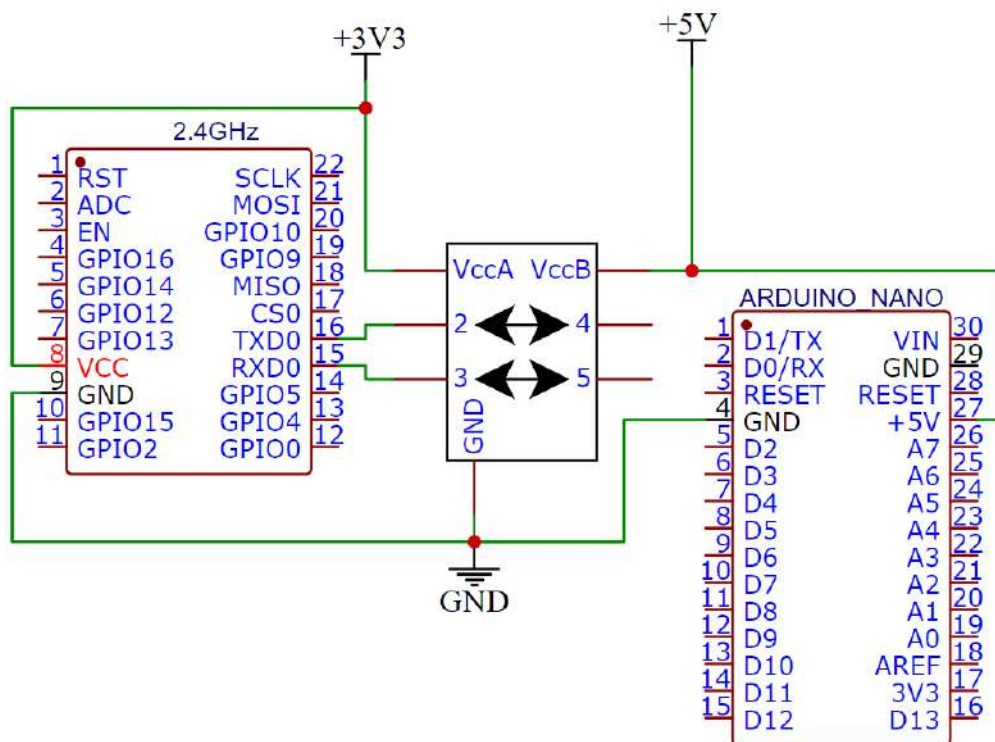 +3V3
+5V
2.4GHz
1 RST SCLK 22
2 ADC MOSI 21
3 EN GPIO10 20
4 GPIO16 GPIO9 19
5 GPIO14 MISO 18
6 GPIO12 CS0 17
7 GPIO13 TXD0 16
8 VCC RXD0 15
9 GND GPIO5 14
10 GPIO15 GPIO4 13
11 GPIO2 GPIO0 12
VccA VccB
2 4
3 5
GND
GND
ARDUINO_NANO
1 D1/TX VIN 30
2 D0/RX GND 29
3 RESET RESET 28
4 GND +5V 27
5 D2 A7 26
6 D3 A6 25
7 D4 A5 24
8 D5 A4 23
9 D6 A3 22
10 D7 A2 21
11 D8 A1 20
12 D9 A0 19
13 D10 AREF 18
14 D11 3V3 17
15 D12 D13 16